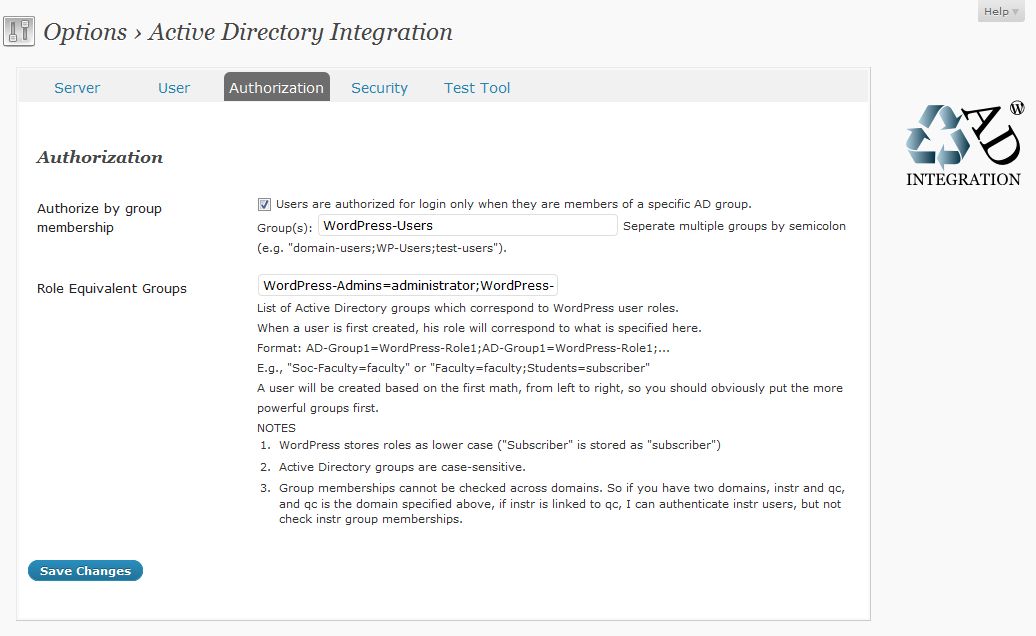 Help
Options › Active Directory Integration
Server User Authorization Security Test Tool
AD
INTEGRATION
Authorization
Authorize by group
membership
Users are authorized for login only when they are members of a specific AD group.
Group(s): WordPress-Users Seperate multiple groups by semicolon
(e.g. "domain-users;WP-Users;test-users").
Role Equivalent Groups
WordPress-Admins=administrator;WordPress-
List of Active Directory groups which correspond to WordPress user roles.
When a user is first created, his role will correspond to what is specified here.
Format: AD-Group1=WordPress-Role1;AD-Group1=WordPress-Role1;...
E.g., "Soc-Faculty=faculty" or "Faculty=faculty;Students=subscriber"
A user will be created based on the first math, from left to right, so you should obviously put the more
powerful groups first.
NOTES
1. WordPress stores roles as lower case ("Subscriber" is stored as "subscriber")
2. Active Directory groups are case-sensitive.
3. Group memberships cannot be checked across domains. So if you have two domains, instr and qc,
and qc is the domain specified above, if instr is linked to qc, I can authenticate instr users, but not
check instr group memberships.
Save Changes